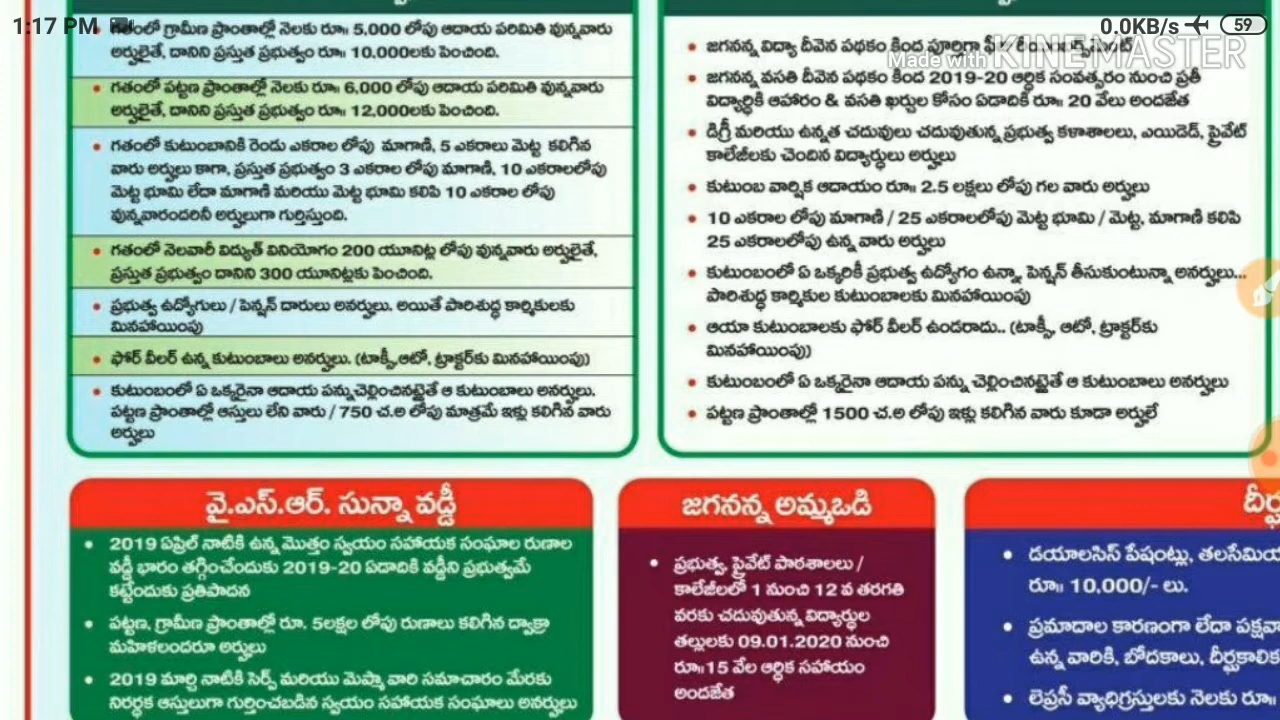 1:17 PM
0.0KB/s
59
Made with KINEMASTER
గతంలో గ్రామీణ ప్రాంతాల్లో నెలకు రూ॥ 5,000 లోపు ఆదాయ పరిమితి వున్నవారు
అర్హులైతే, దానిని ప్రస్తుత ప్రభుత్వం రూ॥ 10,000లకు పెంచింది.
• గతంలో పట్టణ ప్రాంతాల్లో నెలకు రూ॥ 6,000 లోపు ఆదాయ పరిమితి వున్నవారు
అర్హులైతే, దానిని ప్రస్తుత ప్రభుత్వం రూ॥ 12,000లకు పెంచింది.
• గతంలో కుటుంబానికి రెండు ఎకరాల లోపు మాగాణి, 5 ఎకరాలు మెట్ట కలిగిన
వారు అర్హులు కాగా, ప్రస్తుత ప్రభుత్వం 3 ఎకరాల లోపు మాగాణి, 10 ఎకరాలలోపు
మెట్ట భూమి లేదా మాగాణి మరియు మెట్ట భూమి కలిపి 10 ఎకరాల లోపు
వున్నవారందరినీ అర్హులుగా గుర్తిస్తుంది.
• గతంలో నెలవారీ విద్యుత్ వినియోగం 200 యూనిట్ల లోపు వున్నవారు అర్హులైతే,
ప్రస్తుత ప్రభుత్వం దానిని 300 యూనిట్లకు పెంచింది.
• ప్రభుత్వ ఉద్యోగులు / పెన్షన్ దారులు అనర్హులు. అయితే పారిశుద్ధ కార్మికులకు
మినహాయింపు
• ఫోర్ వీలర్ ఉన్న కుటుంబాలు అనర్హులు. (టాక్సీ,ఆటో, ట్రాక్టర్‌కు మినహాయింపు)
• కుటుంబంలో ఏ ఒక్కరైనా ఆదాయ పన్ను చెల్లించినట్లైతే ఆ కుటుంబాలు అనర్హులు.
పట్టణ ప్రాంతాల్లో ఆస్తులు లేని వారు / 750 చ.అ లోపు మాత్రమే ఇళ్లు కలిగిన వారు
అర్హులు
• జగనన్న విద్యా దీవెన పథకం కింద పూర్తిగా ఫీజు రీయింబర్స్‌మెంట్
• జగనన్న వసతి దీవెన పథకం కింద 2019-20 ఆర్థిక సంవత్సరం నుంచి ప్రతీ
విద్యార్థికి ఆహారం & వసతి ఖర్చుల కోసం ఏడాదికి రూ॥ 20 వేలు అందజేత
• డిగ్రీ మరియు ఉన్నత చదువులు చదువుతున్న ప్రభుత్వ కళాశాలలు, ఎయిడెడ్, ప్రైవేట్
కాలేజీలకు చెందిన విద్యార్థులు అర్హులు
• కుటుంబ వార్షిక ఆదాయం రూ॥ 2.5 లక్షలు లోపు గల వారు అర్హులు
• 10 ఎకరాల లోపు మాగాణి / 25 ఎకరాలలోపు మెట్ట భూమి / మెట్ట, మాగాణి కలిపి
25 ఎకరాలలోపు ఉన్న వారు అర్హులు
• కుటుంబంలో ఏ ఒక్కరికీ ప్రభుత్వ ఉద్యోగం ఉన్నా, పెన్షన్ తీసుకుంటున్నా అనర్హులు...
పారిశుద్ధ కార్మికుల కుటుంబాలకు మినహాయింపు
• ఆయా కుటుంబాలకు ఫోర్ వీలర్ ఉండరాదు.. (టాక్సీ, ఆటో, ట్రాక్టర్‌కు
మినహాయింపు)
• కుటుంబంలో ఏ ఒక్కరైనా ఆదాయ పన్ను చెల్లించినట్లైతే ఆ కుటుంబాలు అనర్హులు
• పట్టణ ప్రాంతాల్లో 1500 చ.అ లోపు ఇళ్లు కలిగిన వారు కూడా అర్హులే
వై.ఎస్.ఆర్. సున్నా వడ్డీ
• 2019 ఏప్రిల్ నాటికి ఉన్న మొత్తం స్వయం సహాయక సంఘాల రుణాల
వడ్డీ భారం తగ్గించేందుకు 2019-20 ఏడాదికి వడ్డీని ప్రభుత్వమే
కట్టేందుకు ప్రతిపాదన
• పట్టణ, గ్రామీణ ప్రాంతాల్లో రూ. 5లక్షల లోపు రుణాలు కలిగిన ద్వాక్రా
మహిళలందరూ అర్హులు
• 2019 మార్చి నాటికి సెర్ప్ మరియు మెప్మా వారి సమాచారం మేరకు
నిరర్ధక ఆస్తులుగా గుర్తించబడిన స్వయం సహాయక సంఘాలు అనర్హులు
జగనన్న అమ్మఒడి
• ప్రభుత్వ, ప్రైవేట్ పాఠశాలలు /
కాలేజీలలో 1 నుంచి 12 వ తరగతి
వరకు చదువుతున్న విద్యార్థుల
తల్లులకు 09.01.2020 నుంచి
రూ॥15 వేల ఆర్థిక సహాయం
అందజేత
• డయాలసిస్ పేషంట్లు, తలసేమియా
రూ॥ 10,000/- లు.
• ప్రమాదాల కారణంగా లేదా
ఉన్న వారికి, బోదకాలు, దీర్ఘకాలిక
• లెప్రసీ వ్యాధిగ్రస్తులకు నెలకు రూ॥